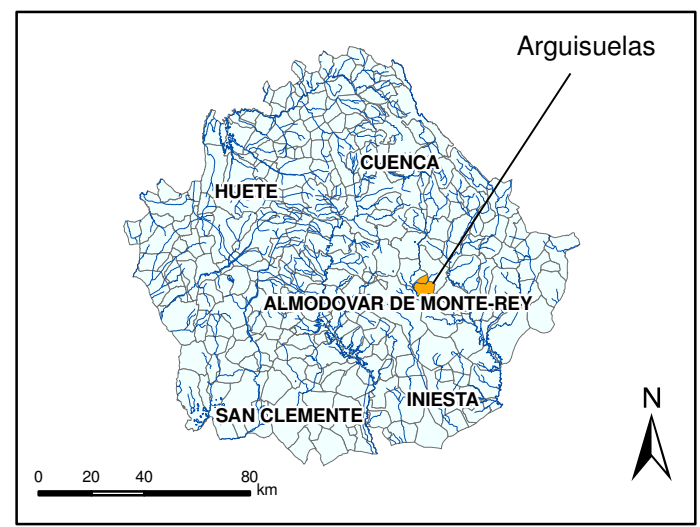 Arguisuelas
CUENCA
HUETE
ALMODOVAR DE MONTE-REY
INIESTA
SAN CLEMENTE
N
0 20 40 80
km